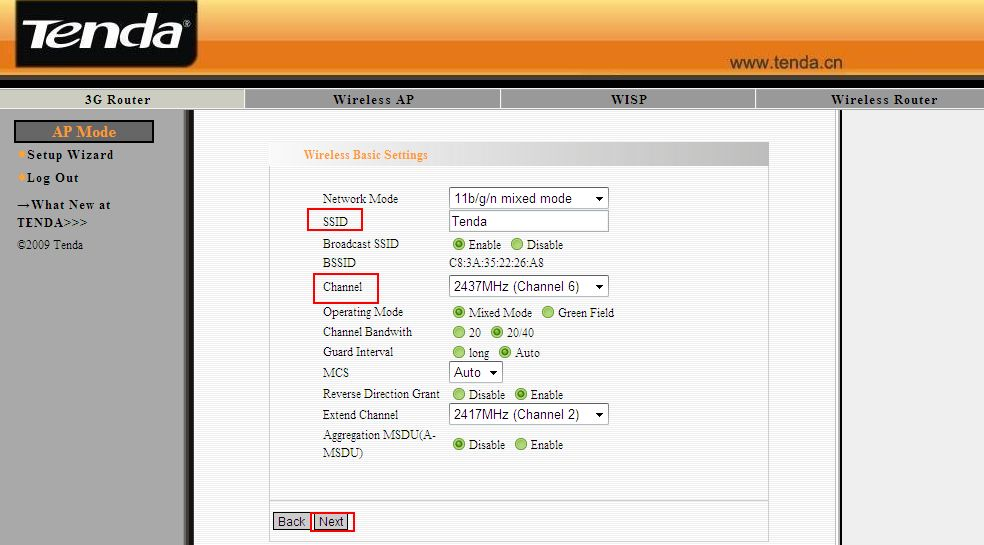 Tenda®
www.tenda.cn
3G Router
Wireless AP
WISP
Wireless Router
AP Mode
Setup Wizard
Log Out
→What New at
TENDA>>>
©2009 Tenda
Wireless Basic Settings
Network Mode 11b/g/n mixed mode
SSID Tenda
Broadcast SSID Enable Disable
BSSID C8:3A:35:22:26:A8
Channel 2437MHz (Channel 6)
Operating Mode Mixed Mode Green Field
Channel Bandwith 20 20/40
Guard Interval long Auto
MCS Auto
Reverse Direction Grant Disable Enable
Extend Channel 2417MHz (Channel 2)
Aggregation MSDU(A-
MSDU) Disable Enable
Back Next